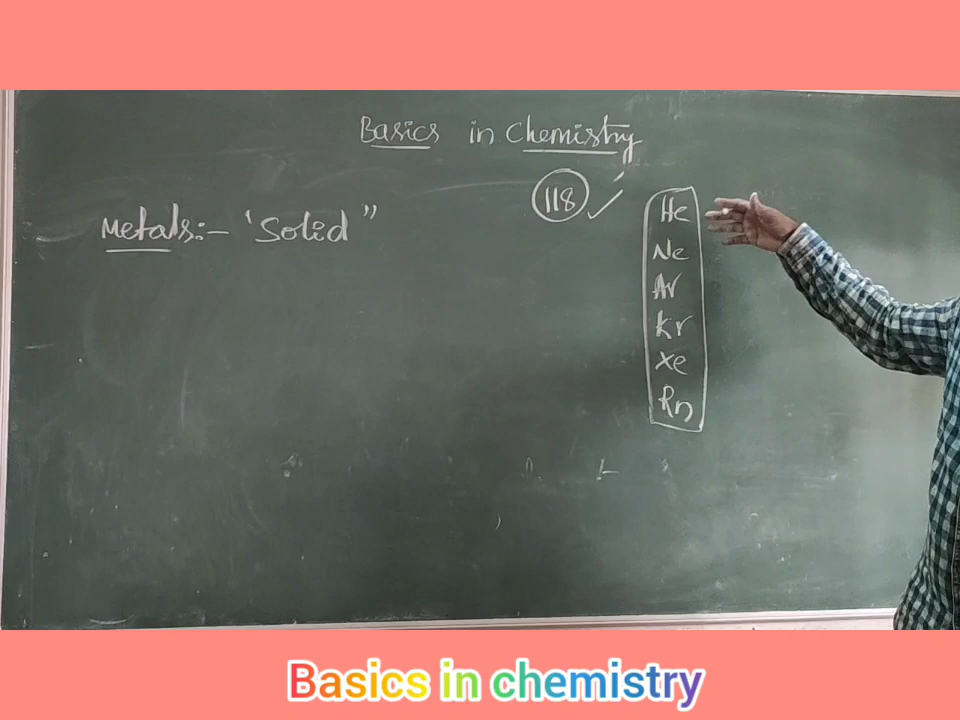 Basics in Chemistry
118
Metals:- 'Solid"
He
Ne
Ar
Kr
Xe
Rn
Basics in chemistry